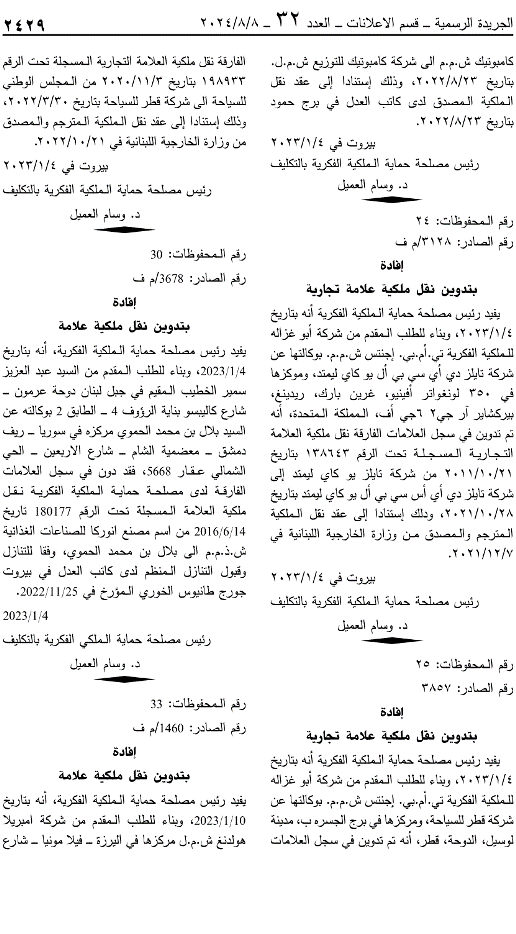 الجريدة الرسمية ــ قسم الاعلانات ــ العدد ٣٢ ــ ٢٠٢٤/٨/٨
٢٤٢٩
كامبوتيك ش.م.م الى شركة كامبوتيك للتوزيع ش.م.ل.
بتاريخ ٢٠٢٢/٨/٢٣، وذلك إستنادا إلى عقد نقل
الملكية المصدق لدى كاتب العدل في برج حمود
بتاريخ ٢٠٢٢/٨/٢٣.
بيروت في ٢٠٢٣/١/٤
رئيس مصلحة حماية الملكية الفكرية بالتكليف
د. وسام العميل
رقم المحفوظات: ٢٤
رقم الصادر: ٣١٢٨/م ف
إفادة
بتدوين نقل ملكية علامة تجارية
يفيد رئيس مصلحة حماية الملكية الفكرية أنه بتاريخ
٢٠٢٣/١/٤، وبناء للطلب المقدم من شركة أبو غزاله
للملكية الفكرية تي.أم.بي. إجنتس ش.م.م. بوكالتها عن
شركة تايلز دي أي سي بي أل يو كاي ليمتد، وموكزها
في ٣٥٠ لونغواتر أفينيو، غرين بارك، ريدينغ،
بيركشاير آر جي٢ ٦جي أف، المملكة المتحدة، أنه
تم تدوين في سجل العلامات الفارقة نقل ملكية العلامة
التجارية المسجلة تحت الرقم ١٣٨٦٤٣ بتاريخ
٢٠١١/١٠/٢١ من شركة تايلز يو كاي ليمتد إلى
شركة تايلز دي أي أس سي بي أل يو كاي ليمتد بتاريخ
٢٠٢١/١٠/٢٨، ودلك إستنادا إلى عقد نقل الملكية
المترجم والمصدق من وزارة الخارجية اللبنانية في
٢٠٢١/١٢/٧.
بيروت في ٢٠٢٣/١/٤
رئيس مصلحة حماية الملكية الفكرية بالتكليف
د. وسام العميل
رقم المحفوظات: ٢٥
رقم الصادر: ٣٨٥٧
إفادة
بتدوين نقل ملكية علامة تجارية
يفيد رئيس مصلحة حماية الملكية الفكرية أنه بتاريخ
٢٠٢٣/١/٤، وبناء للطلب المقدم من شركة أبو غزاله
للملكية الفكرية تي.أم.بي. إجنتس ش.م.م. بوكالتها عن
شركة قطر للسياحة، ومركزها في برج الجسره ب، مدينة
لوسيل، الدوحة، قطر، أنه تم تدوين في سجل العلامات
الفارقة نقل ملكية العلامة التجارية المسجلة تحت الرقم
١٩٨٩٣٣ بتاريخ ٢٠٢٠/١١/٣ من المجلس الوطني
للسياحة الى شركة قطر للسياحة بتاريخ ٢٠٢٢/٣/٣٠،
وذلك إستنادا إلى عقد نقل الملكية المترجم والمصدق
من وزارة الخارجية اللبنانية في ٢٠٢٢/١٠/٢١.
بيروت في ٢٠٢٣/١/٤
رئيس مصلحة حماية الملكية الفكرية بالتكليف
د. وسام العميل
رقم المحفوظات: 30
رقم الصادر: 3678/م ف
إفادة
بتدوين نقل ملكية علامة
يفيد رئيس مصلحة حماية الملكية الفكرية، أنه بتاريخ
2023/1/4، وبناء للطلب المقدم من السيد عبد العزيز
سمير الخطيب المقيم في جبل لبنان دوحة عرمون ــ
شارع كاليبسو بناية الرؤوف 4 ــ الطابق 2 بوكالته عن
السيد بلال بن محمد الحموي مركزه في سوريا ــ ريف
دمشق ــ معضمية الشام ــ شارع الاربعين ــ الحي
الشمالي عقار 5668، فقد دون في سجل العلامات
الفارقة لدى مصلحة حماية الملكية الفكرية نقل
ملكية العلامة المسجلة تحت الرقم 180177 تاريخ
2016/6/14 من اسم مصنع انوركا للصناعات الغذائية
ش.ذ.م.م الى بلال بن محمد الحموي، وفقا للتنازل
وقبول التنازل المنظم لدى كاتب العدل في بيروت
جورج طانيوس الخوري المؤرخ في 2022/11/25.
2023/1/4
رئيس مصلحة حماية الملكي الفكرية بالتكليف
د. وسام العميل
رقم المحفوظات: 33
رقم الصادر: 1460/م ف
إفادة
بتدوين نقل ملكية علامة
يفيد رئيس مصلحة حماية الملكية الفكرية، أنه بتاريخ
2023/1/10، وبناء للطلب المقدم من شركة امبريلا
هولدنغ ش.م.ل مركزها في اليرزة ــ فيلا مونيا ــ شارع